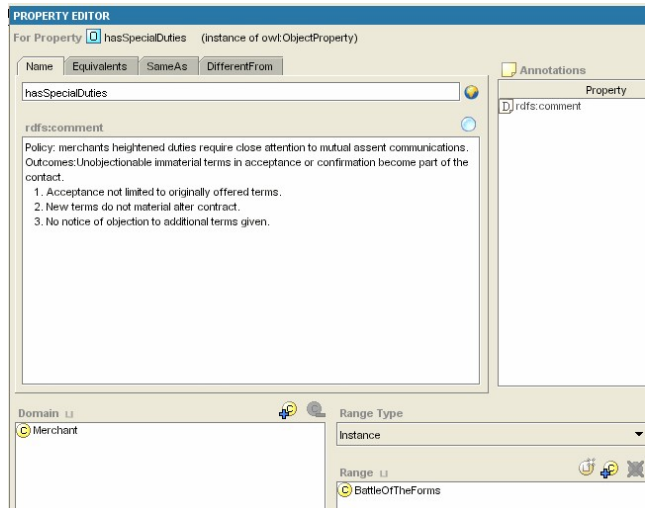 PROPERTY EDITOR
For Property O hasSpecialDuties (instance of owl:ObjectProperty)
Name Equivalents SameAs DifferentFrom
Annotations
hasSpecialDuties
Property
D rdfs:comment
rdfs:comment
Policy: merchants heightened duties require close attention to mutual assent communications.
Outcomes:Unobjectionable immaterial terms in acceptance or confirmation become part of the
contact.
1. Acceptance not limited to originally offered terms.
2. New terms do not material alter contract.
3. No notice of objection to additional terms given.
Domain ⊔
C Merchant
Range Type
Instance
Range ⊔
C BattleOfTheForms